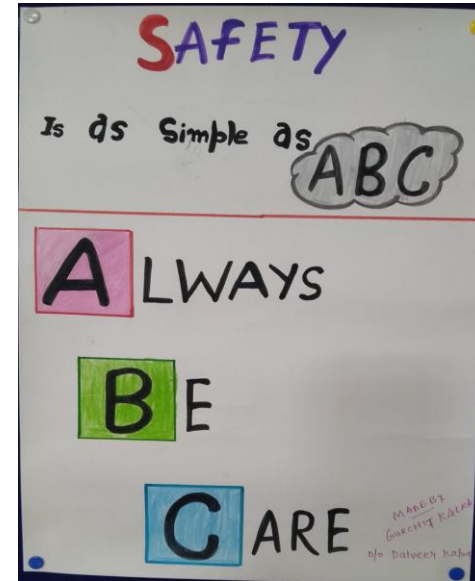 SAFETY
Is as Simple as
ABC
ALWAYS
BE
CARE
MADE BY
D/o Dalveer